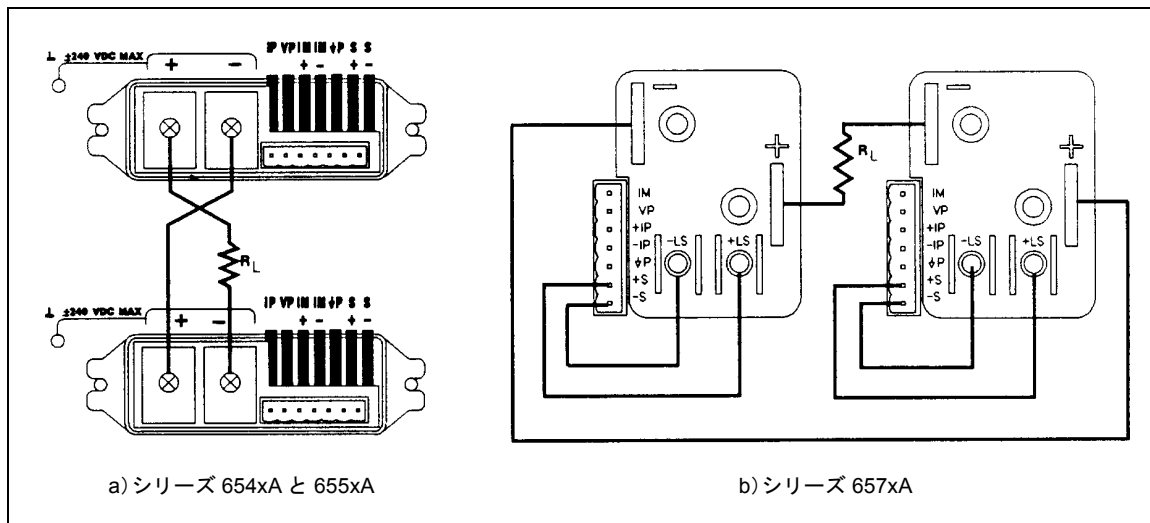 IP VP IM IM ⏚P S S
⊥ ±240 VDC MAX + − + − + −
R L
IP VP IM IM ⏚P S S
⊥ ±240 VDC MAX + − + − + −
a)シリーズ 654xA と 655xA
− +
IM
VP
+IP
-IP
⏚P
+S
-S
-LS +LS
R L
− +
IM
VP
+IP
-IP
⏚P
+S
-S
-LS +LS
b)シリーズ 657xA